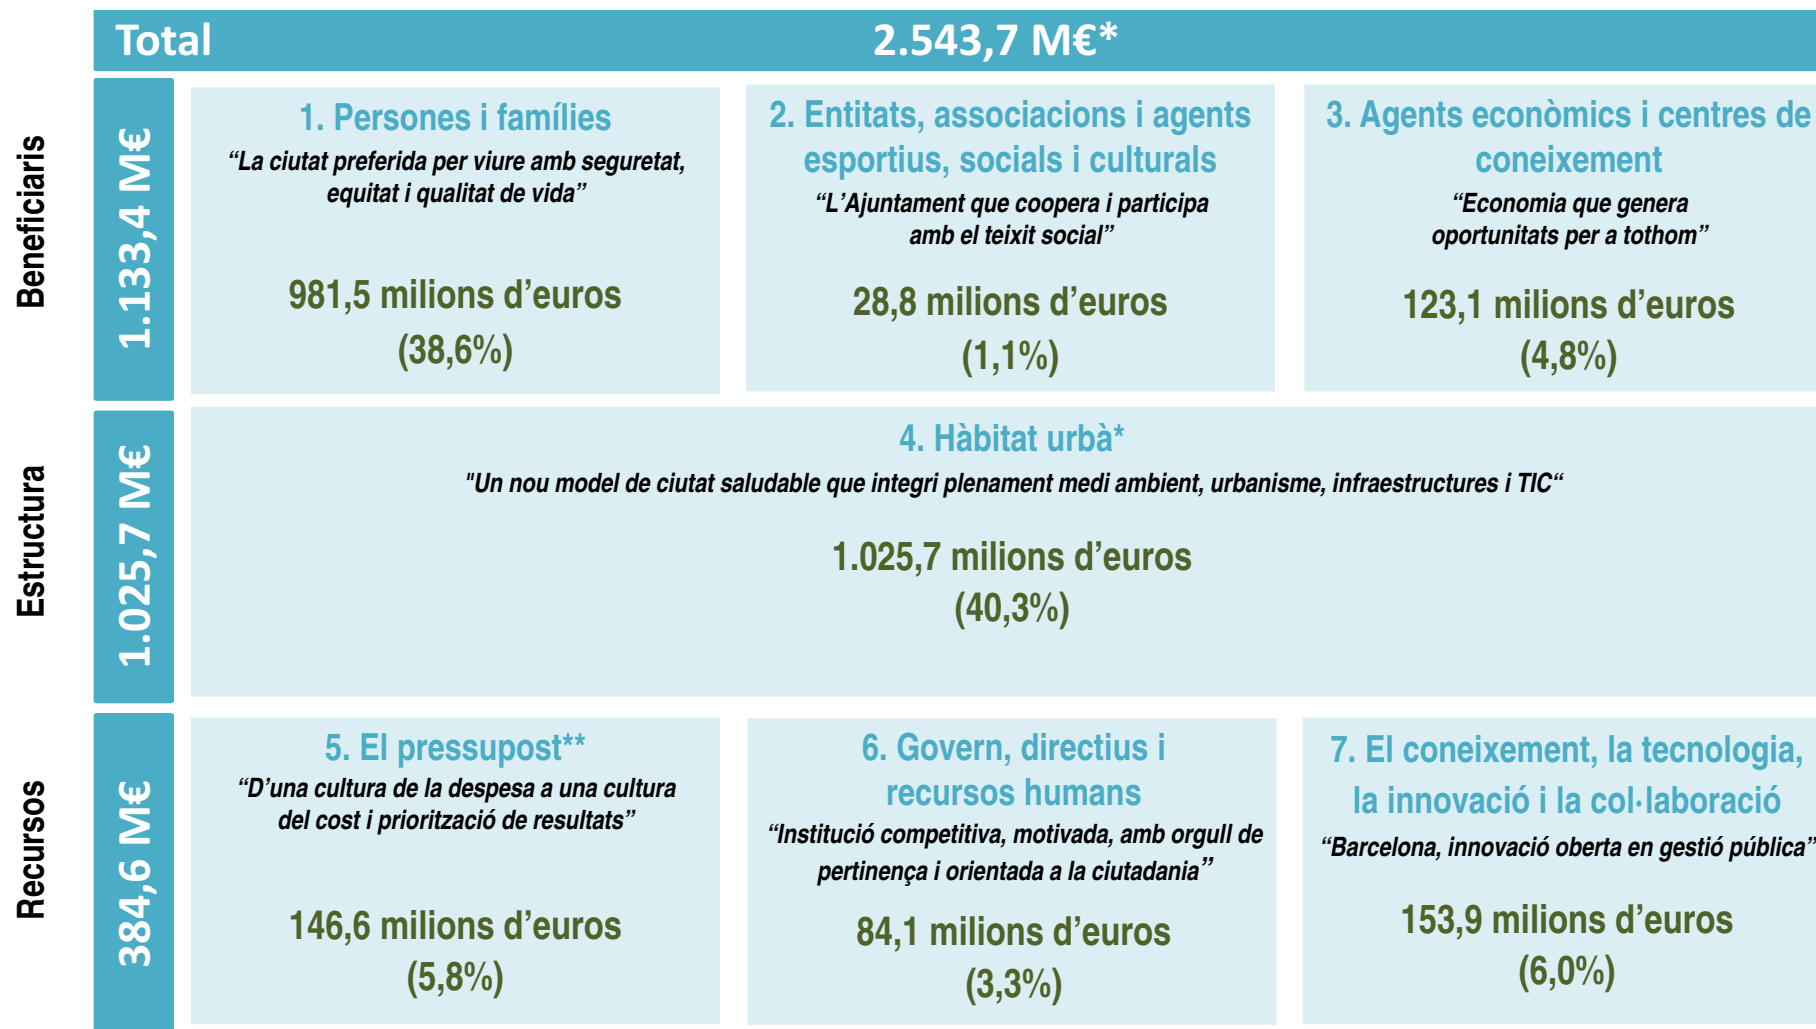 Total 2.543,7 M€*
Beneficiaris
1.133,4 M€
1. Persones i famílies
“La ciutat preferida per viure amb seguretat,
equitat i qualitat de vida”
981,5 milions d’euros
(38,6%)
2. Entitats, associacions i agents
esportius, socials i culturals
“L’Ajuntament que coopera i participa
amb el teixit social”
28,8 milions d’euros
(1,1%)
3. Agents econòmics i centres de
coneixement
“Economia que genera
oportunitats per a tothom”
123,1 milions d’euros
(4,8%)
Estructura
1.025,7 M€
4. Hàbitat urbà*
"Un nou model de ciutat saludable que integri plenament medi ambient, urbanisme, infraestructures i TIC“
1.025,7 milions d’euros
(40,3%)
Recursos
384,6 M€
5. El pressupost**
“D’una cultura de la despesa a una cultura
del cost i priorització de resultats”
146,6 milions d’euros
(5,8%)
6. Govern, directius i
recursos humans
“Institució competitiva, motivada, amb orgull de
pertinença i orientada a la ciutadania”
84,1 milions d’euros
(3,3%)
7. El coneixement, la tecnologia,
la innovació i la col·laboració
“Barcelona, innovació oberta en gestió pública”
153,9 milions d’euros
(6,0%)